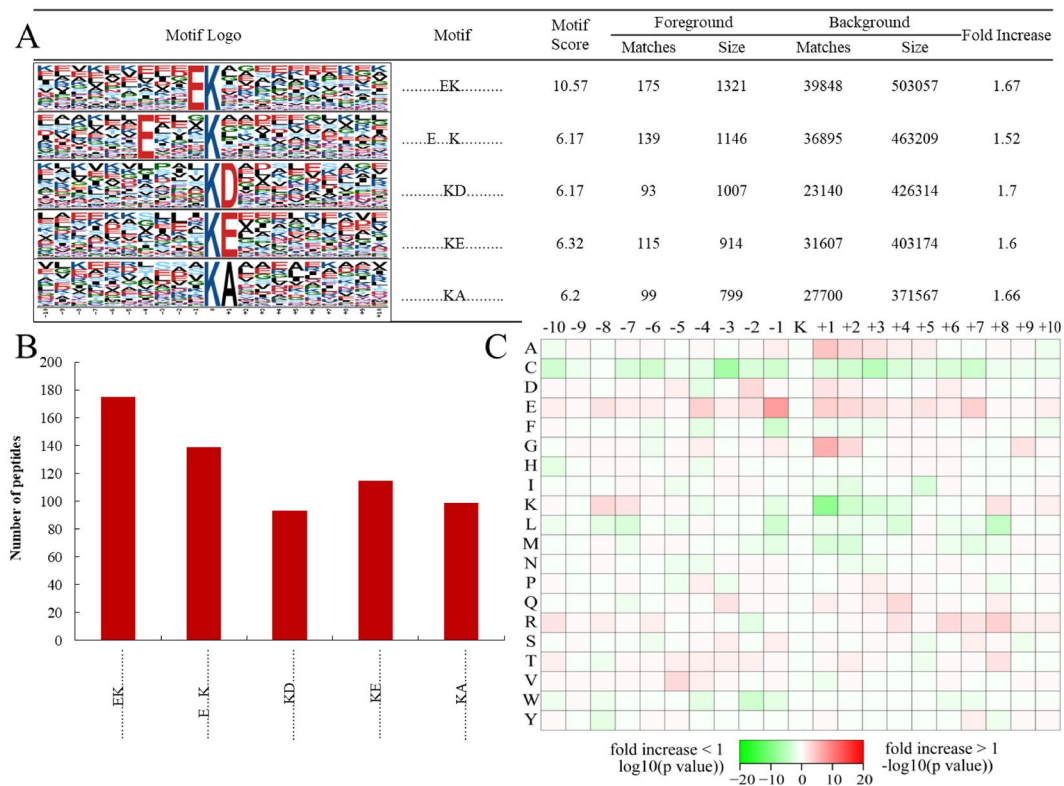 A
Motif Logo
Motif
Motif Score
Foreground
Background
Fold Increase
Matches
Size
Matches
Size
..........EK..........
10.57
175
1321
39848
503057
1.67
......E...K..........
6.17
139
1146
36895
463209
1.52
..........KD..........
6.17
93
1007
23140
426314
1.7
..........KE..........
6.32
115
914
31607
403174
1.6
..........KA..........
6.2
99
799
27700
371567
1.66
B
Number of peptides
200
180
160
140
120
100
80
60
40
20
0
..........EK..........
......E...K..........
..........KD..........
..........KE..........
..........KA..........
C
-10 -9 -8 -7 -6 -5 -4 -3 -2 -1 K +1 +2 +3 +4 +5 +6 +7 +8 +9 +10
A
C
D
E
F
G
H
I
K
L
M
N
P
Q
R
S
T
V
W
Y
fold increase < 1
log10(p value))
fold increase > 1
-log10(p value))
−20 −10 0 10 20